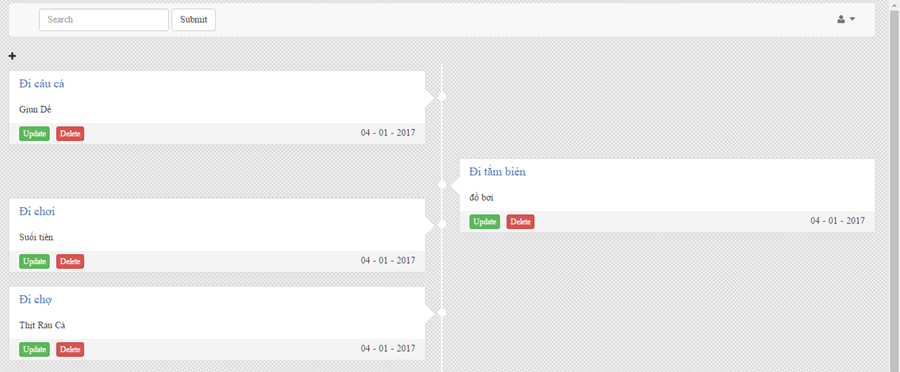 Search Submit
Đi câu cá
Giun Dế
Update Delete 04 - 01 - 2017
Đi tắm biển
đồ bơi
Update Delete 04 - 01 - 2017
Đi chơi
Suối tiên
Update Delete 04 - 01 - 2017
Đi chợ
Thịt Rau Cá
Update Delete 04 - 01 - 2017